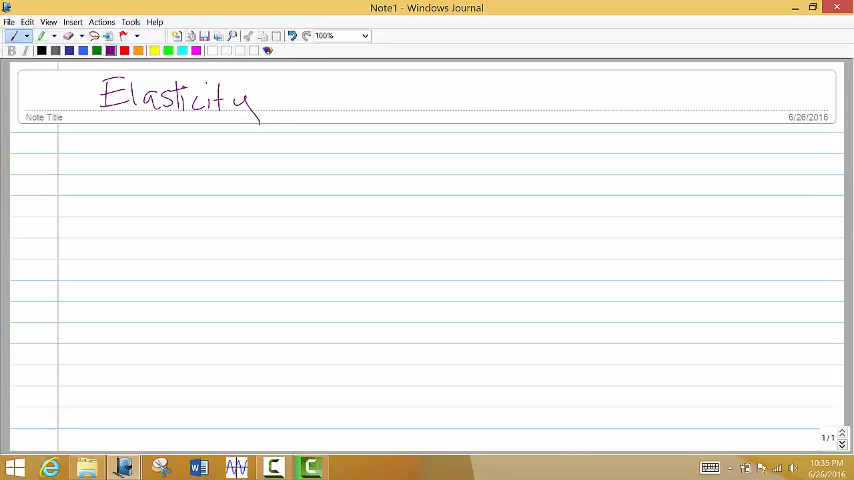 Note1 - Windows Journal
File Edit View Insert Actions Tools Help
100%
B I
Elasticity
Note Title
6/26/2016
1/1
10:35 PM
6/26/2016